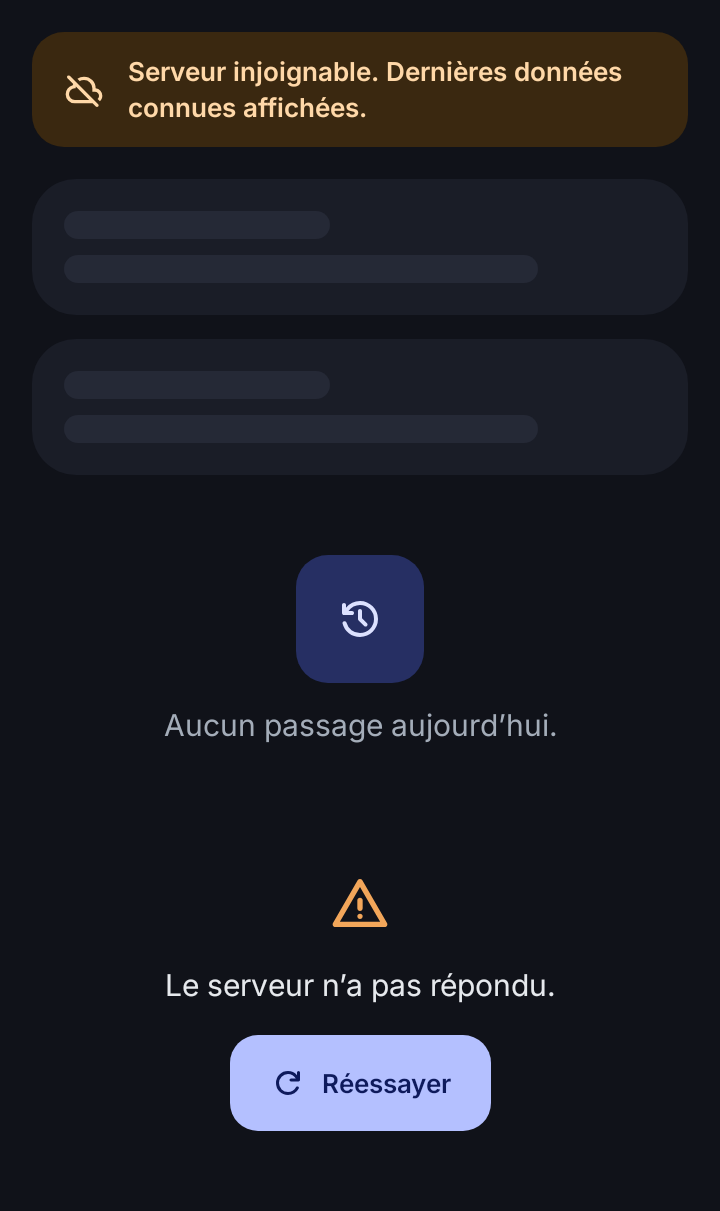 Serveur injoignable. Dernières données
connues affichées.
Aucun passage aujourd’hui.
Le serveur n’a pas répondu.
Réessayer